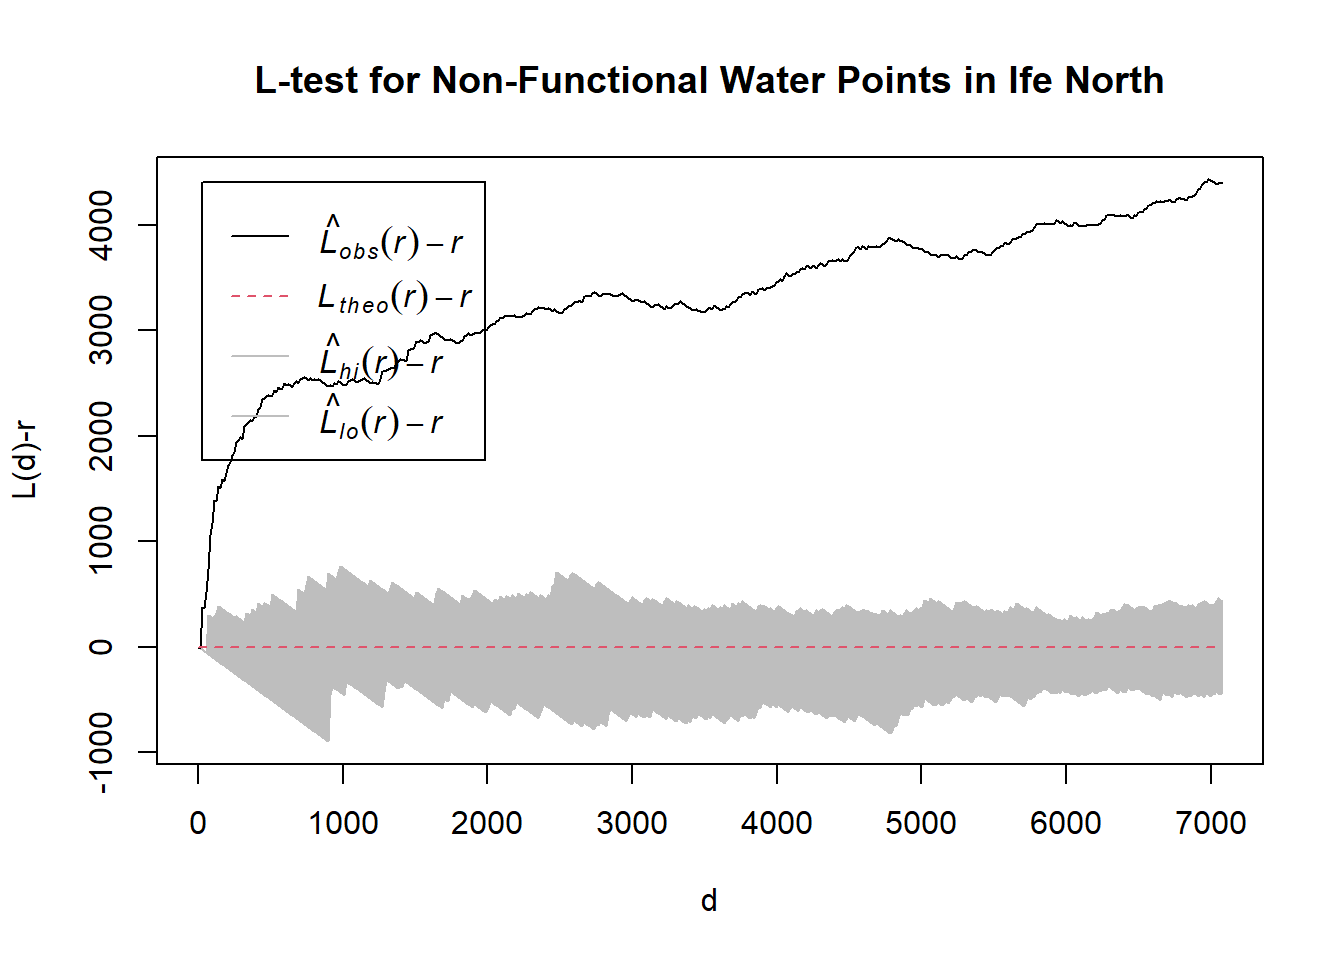 L-test for Non-Functional Water Points in Ife North
L̂obs(r) − r
Ltheo(r) − r
L̂hi(r) − r
L̂lo(r) − r
L(d)-r
4000
3000
2000
1000
0
-1000
0 1000 2000 3000 4000 5000 6000 7000
d